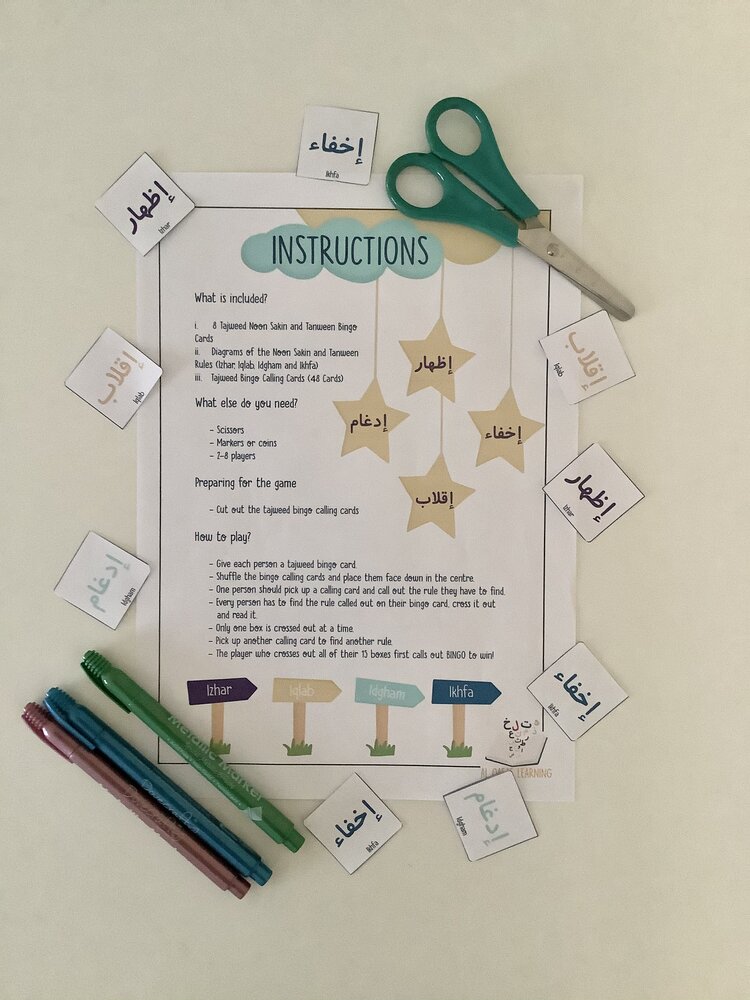 إخفاء
Ikhfa
إظهار
Izhar
INSTRUCTIONS
What is included?
i. 8 Tajweed Noon Sakin and Tanween Bingo
Cards
ii. Diagrams of the Noon Sakin and Tanween
Rules (Izhar, Iqlab, Idgham and Ikhfa)
iii. Tajweed Bingo Calling Cards (48 Cards)
What else do you need?
- Scissors
- Markers or coins
- 2-8 players
Preparing for the game
- Cut out the tajweed bingo calling cards
How to play?
- Give each person a tajweed bingo card.
- Shuffle the bingo calling cards and place them face down in the centre.
- One person should pick up a calling card and call out the rule they have to find.
- Every person has to find the rule called out on their bingo card, cross it out
and read it.
- Only one box is crossed out at a time.
- Pick up another calling card to find another rule.
- The player who crosses out all of their 15 boxes first calls out BINGO to win!
إظهار
إدغام
إخفاء
إقلاب
Izhar
Iqlab
Idgham
Ikhfa
LEARNING
إقلاب
Iqlab
إقلاب
Iqlab
إظهار
Izhar
إدغام
Idgham
إخفاء
Ikhfa
إخفاء
Ikhfa
إدغام
Idgham
Metallic Marker